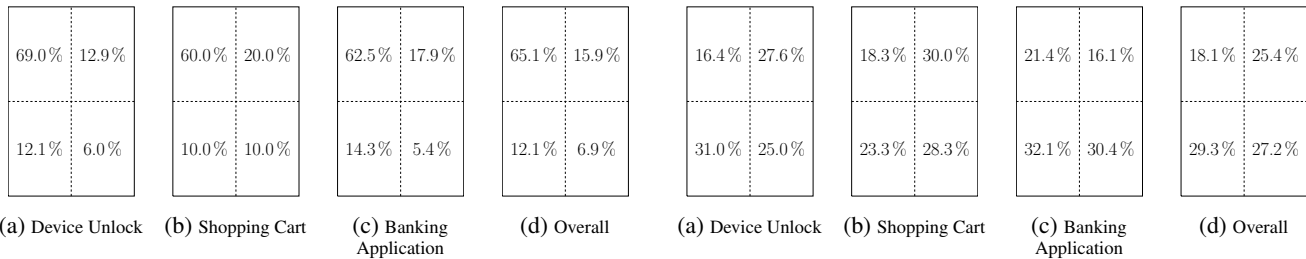 69.0 % 12.9 % 60.0 % 20.0 % 62.5 % 17.9 % 65.1 % 15.9 % 16.4 % 27.6 % 18.3 % 30.0 % 21.4 % 16.1 % 18.1 % 25.4 %
12.1 % 6.0 % 10.0 % 10.0 % 14.3 % 5.4 % 12.1 % 6.9 % 31.0 % 25.0 % 23.3 % 28.3 % 32.1 % 30.4 % 29.3 % 27.2 %
(a) Device Unlock (b) Shopping Cart (c) Banking (d) Overall (a) Device Unlock (b) Shopping Cart (c) Banking (d) Overall
Application Application